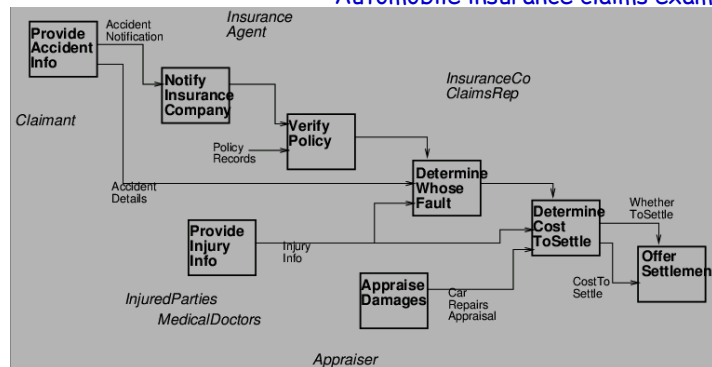 Automobile insurance claims exam
Provide
Accident
Info
Accident
Notification
Insurance
Agent
Notify
Insurance
Company
InsuranceCo
ClaimsRep
Claimant
Verify
Policy
Policy
Records
Accident
Details
Determine
Whose
Fault
Provide
Injury
Info
Injury
Info
Determine
Cost
ToSettle
Whether
ToSettle
Offer
Settlemen
CostTo
Settle
Appraise
Damages
Car
Repairs
Appraisal
InjuredParties
MedicalDoctors
Appraiser